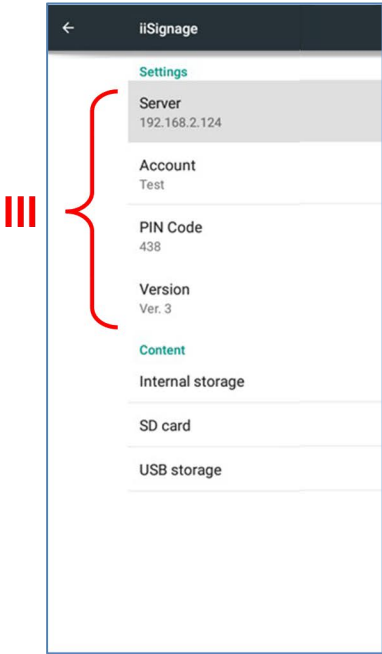 ← iiSignage
Settings
Server
192.168.2.124
Account
Test
III
PIN Code
438
Version
Ver. 3
Content
Internal storage
SD card
USB storage